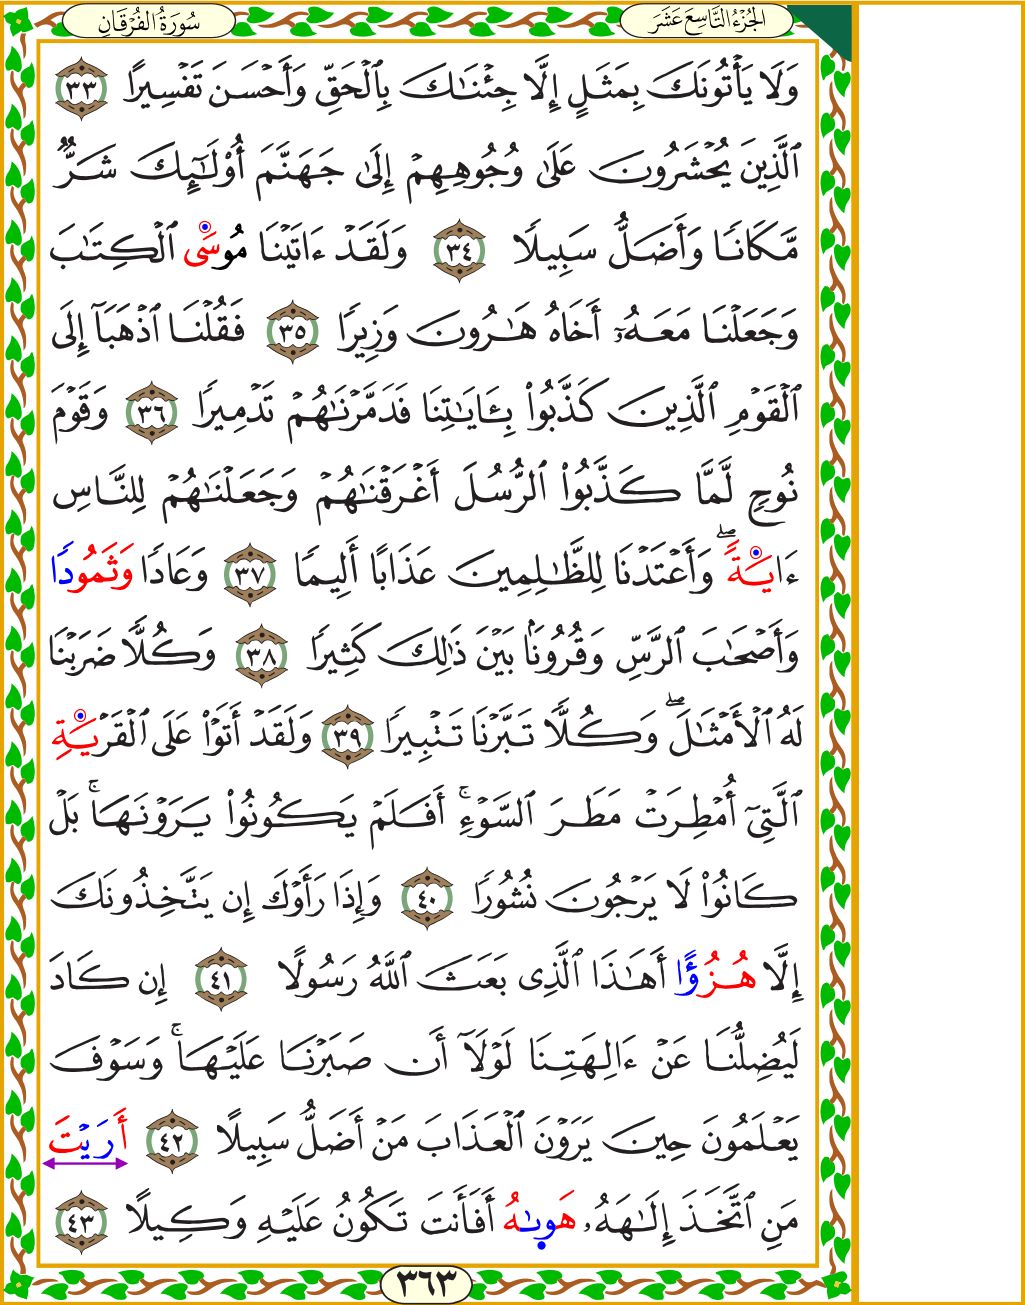 الجُزْءُ التَّاسِعَ عَشَرَ
سُورَةُ الفُرْقَانِ
وَلَا يَأْتُونَكَ بِمَثَلٍ إِلَّا جِئْنَٰكَ بِٱلْحَقِّ وَأَحْسَنَ تَفْسِيرًا ٣٣
ٱلَّذِينَ يُحْشَرُونَ عَلَىٰ وُجُوهِهِمْ إِلَىٰ جَهَنَّمَ أُو۟لَٰٓئِكَ شَرٌّ
مَّكَانًا وَأَضَلُّ سَبِيلًا ٣٤ وَلَقَدْ ءَاتَيْنَا مُوسَى ٱلْكِتَٰبَ
وَجَعَلْنَا مَعَهُۥٓ أَخَاهُ هَٰرُونَ وَزِيرًا ٣٥ فَقُلْنَا ٱذْهَبَآ إِلَى
ٱلْقَوْمِ ٱلَّذِينَ كَذَّبُوا۟ بِـَٔايَٰتِنَا فَدَمَّرْنَٰهُمْ تَدْمِيرًا ٣٦ وَقَوْمَ
نُوحٍ لَّمَّا كَذَّبُوا۟ ٱلرُّسُلَ أَغْرَقْنَٰهُمْ وَجَعَلْنَٰهُمْ لِلنَّاسِ
ءَايَةً ۖ وَأَعْتَدْنَا لِلظَّٰلِمِينَ عَذَابًا أَلِيمًا ٣٧ وَعَادًا وَثَمُودًا
وَأَصْحَٰبَ ٱلرَّسِّ وَقُرُونًۢا بَيْنَ ذَٰلِكَ كَثِيرًا ٣٨ وَكُلًّا ضَرَبْنَا
لَهُ ٱلْأَمْثَٰلَ ۖ وَكُلًّا تَبَّرْنَا تَتْبِيرًا ٣٩ وَلَقَدْ أَتَوْا۟ عَلَى ٱلْقَرْيَةِ
ٱلَّتِىٓ أُمْطِرَتْ مَطَرَ ٱلسَّوْءِ ۚ أَفَلَمْ يَكُونُوا۟ يَرَوْنَهَا ۚ بَلْ
كَانُوا۟ لَا يَرْجُونَ نُشُورًا ٤٠ وَإِذَا رَأَوْكَ إِن يَتَّخِذُونَكَ
إِلَّا هُزُؤًا أَهَٰذَا ٱلَّذِى بَعَثَ ٱللَّهُ رَسُولًا ٤١ إِن كَادَ
لَيُضِلُّنَا عَنْ ءَالِهَتِنَا لَوْلَآ أَن صَبَرْنَا عَلَيْهَا ۚ وَسَوْفَ
يَعْلَمُونَ حِينَ يَرَوْنَ ٱلْعَذَابَ مَنْ أَضَلُّ سَبِيلًا ٤٢ أَرَيْتَ
مَنِ ٱتَّخَذَ إِلَٰهَهُۥ هَوَىٰهُ أَفَأَنتَ تَكُونُ عَلَيْهِ وَكِيلًا ٤٣
٣٦٣